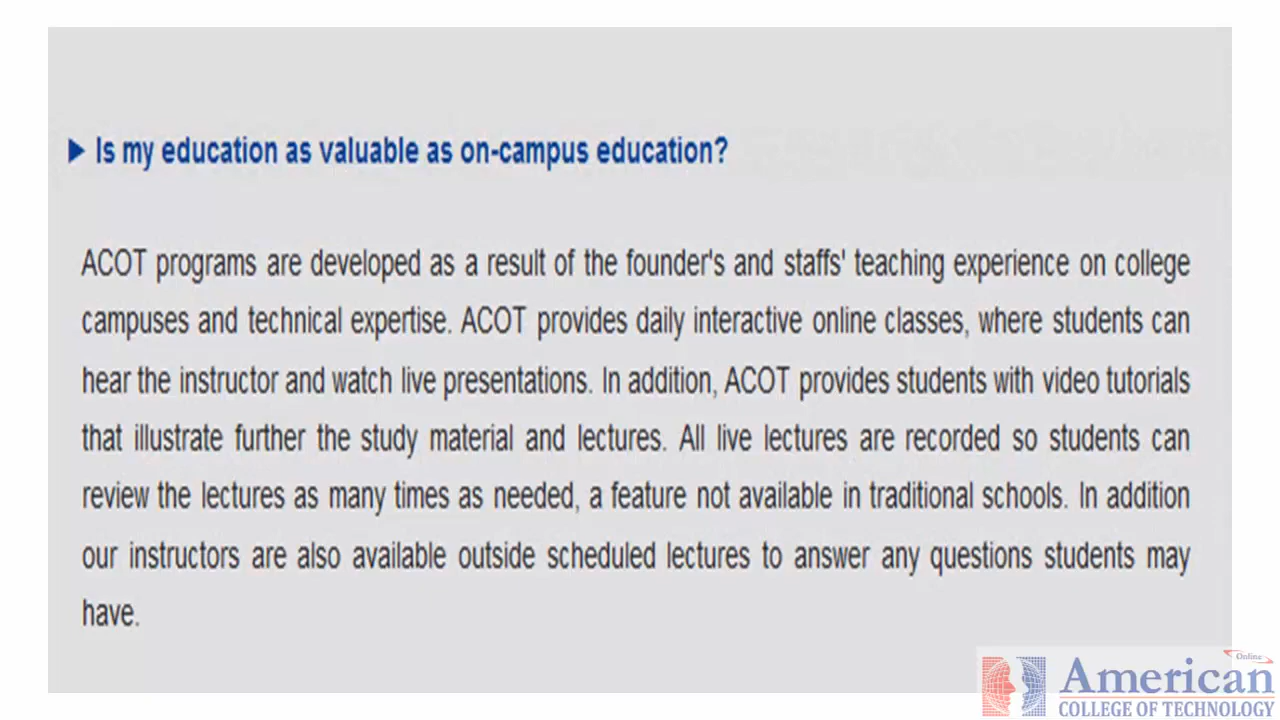 Is my education as valuable as on-campus education?
ACOT programs are developed as a result of the founder's and staffs' teaching experience on college
campuses and technical expertise. ACOT provides daily interactive online classes, where students can
hear the instructor and watch live presentations. In addition, ACOT provides students with video tutorials
that illustrate further the study material and lectures. All live lectures are recorded so students can
review the lectures as many times as needed, a feature not available in traditional schools. In addition
our instructors are also available outside scheduled lectures to answer any questions students may
have.
Online
American
COLLEGE OF TECHNOLOGY